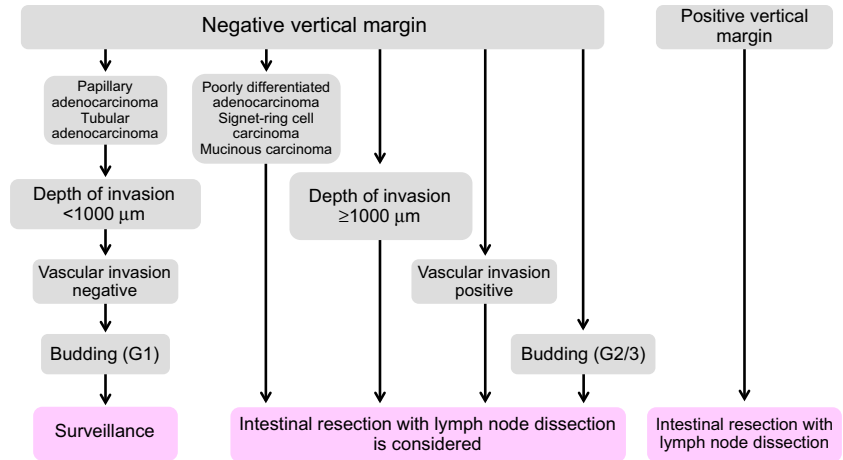 Negative vertical margin
Positive vertical
margin
Papillary
adenocarcinoma
Tubular
adenocarcinoma
Poorly differentiated
adenocarcinoma
Signet-ring cell
carcinoma
Mucinous carcinoma
Depth of invasion
<1000 μm
Depth of invasion
≥1000 μm
Vascular invasion
negative
Vascular invasion
positive
Budding (G1)
Budding (G2/3)
Surveillance
Intestinal resection with lymph node dissection
is considered
Intestinal resection with
lymph node dissection